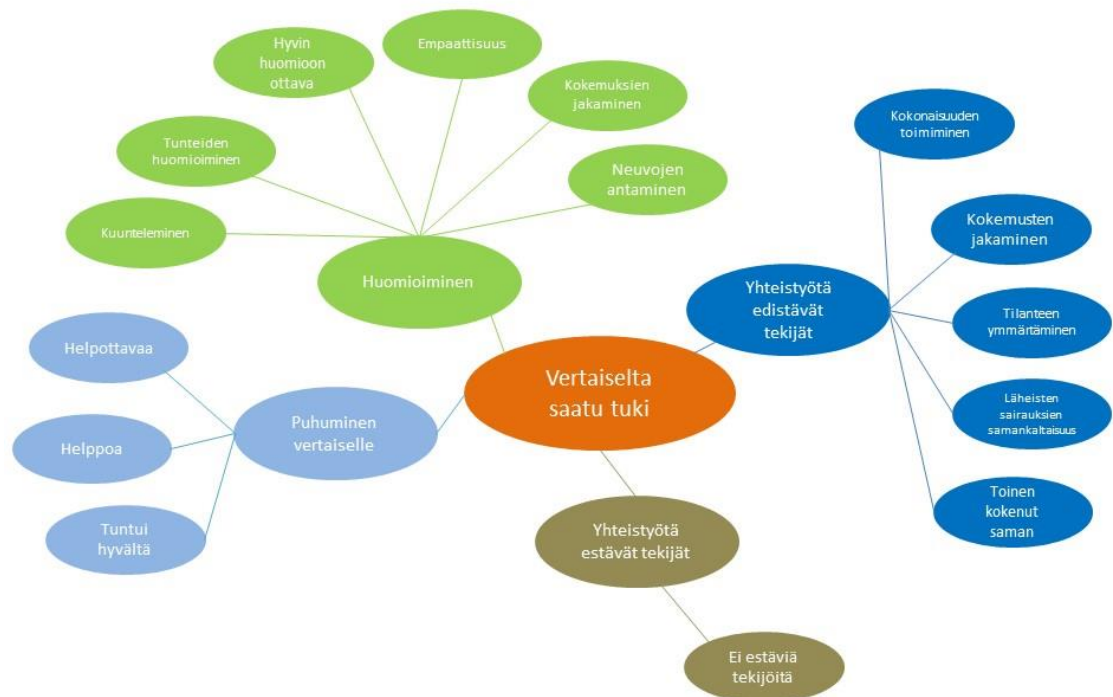 Hyvin
huomioon
ottava
Empaattisuus
Kokemuksien
jakaminen
Tunteiden
huomioiminen
Neuvojen
antaminen
Kuunteleminen
Huomioiminen
Kokonaisuuden
toimiminen
Kokemusten
jakaminen
Yhteistyötä
edistävät
tekijät
Tilanteen
ymmärtäminen
Läheisten
sairauksien
samankaltaisuus
Toinen
kokenut
saman
Vertaiselta
saatu tuki
Helpottavaa
Puhuminen
vertaiselle
Helppoa
Tuntui
hyvältä
Yhteistyötä
estävät tekijät
Ei estäviä
tekijöitä